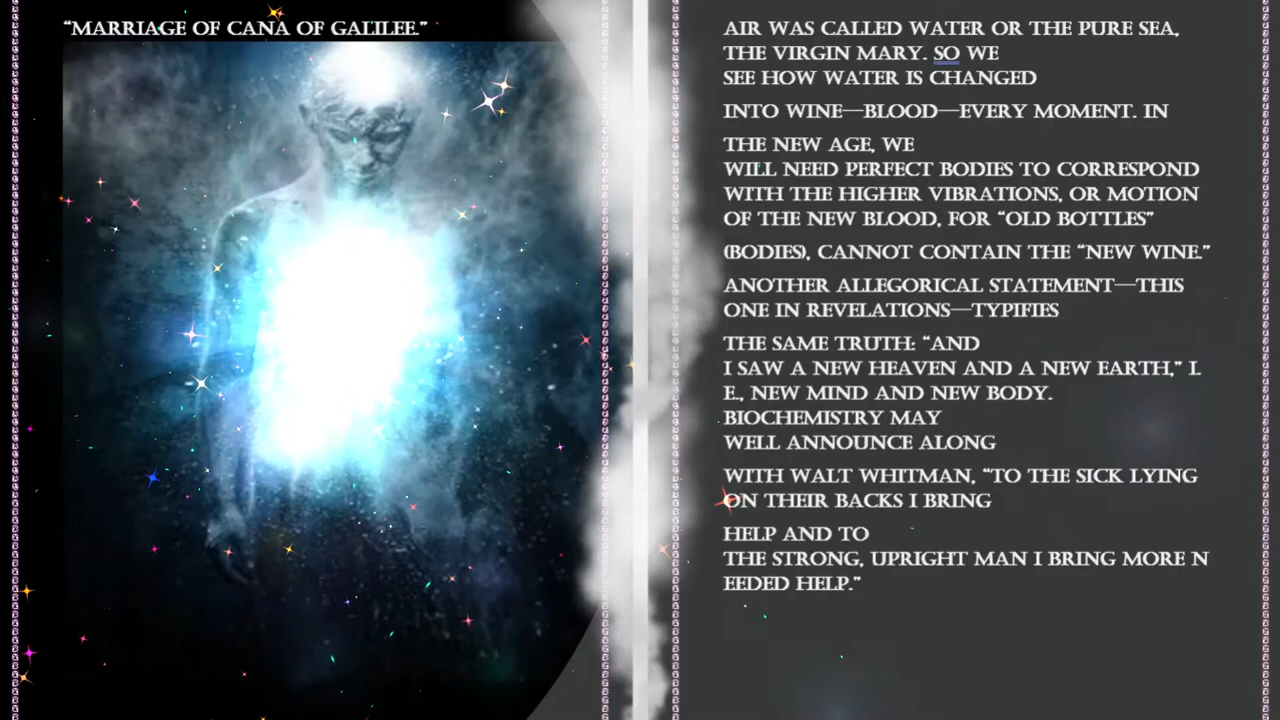 “MARRIAGE OF CANA OF GALILEE.”
AIR WAS CALLED WATER OR THE PURE SEA,
THE VIRGIN MARY. SO WE
SEE HOW WATER IS CHANGED
INTO WINE—BLOOD—EVERY MOMENT. IN
THE NEW AGE, WE
WILL NEED PERFECT BODIES TO CORRESPOND
WITH THE HIGHER VIBRATIONS, OR MOTION
OF THE NEW BLOOD, FOR “OLD BOTTLES”
(BODIES), CANNOT CONTAIN THE “NEW WINE.”
ANOTHER ALLEGORICAL STATEMENT—THIS
ONE IN REVELATIONS—TYPIFIES
THE SAME TRUTH: “AND
I SAW A NEW HEAVEN AND A NEW EARTH,” I.
E., NEW MIND AND NEW BODY.
BIOCHEMISTRY MAY
WELL ANNOUNCE ALONG
WITH WALT WHITMAN, “TO THE SICK LYING
ON THEIR BACKS I BRING
HELP AND TO
THE STRONG, UPRIGHT MAN I BRING MORE N
EEDED HELP.”